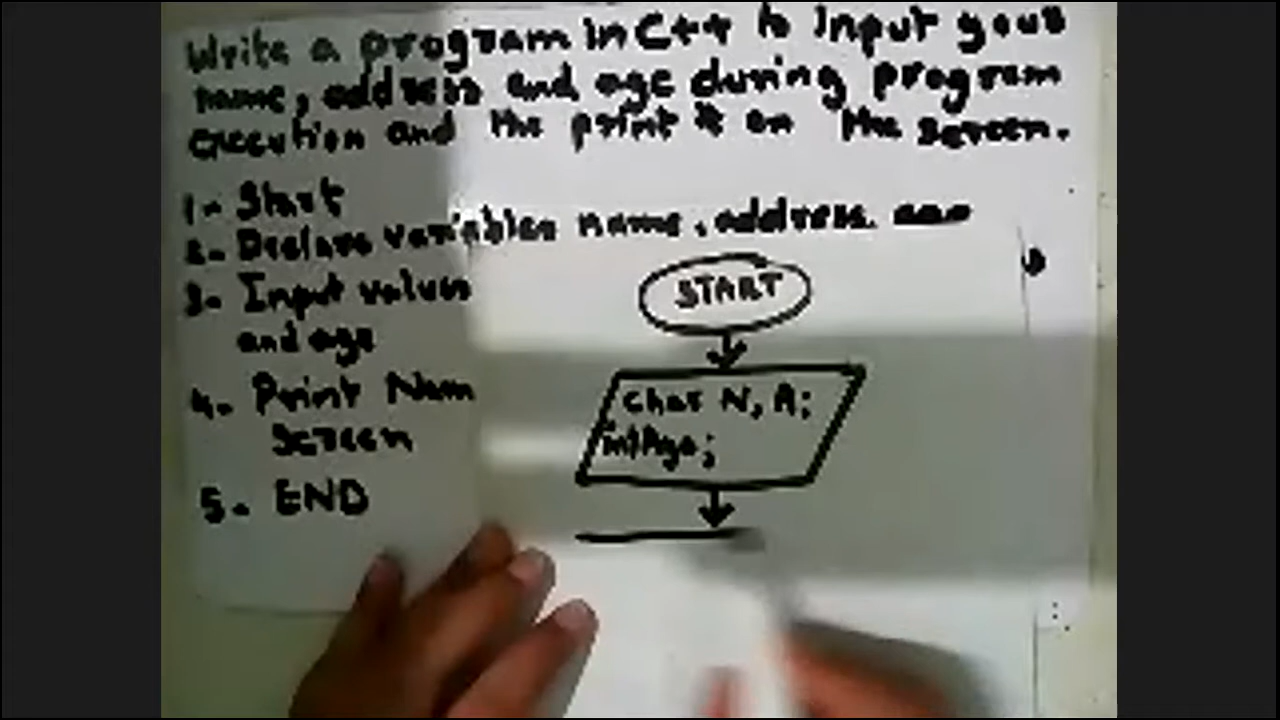 Write a program in C++ to input your
name, address and age during program
execution and the print it on the screen.
1- Start
2- Declare variables name, address
3- Input values
and age
4- Print Nam
Screen
5- END
START
char N, A;
int Age;